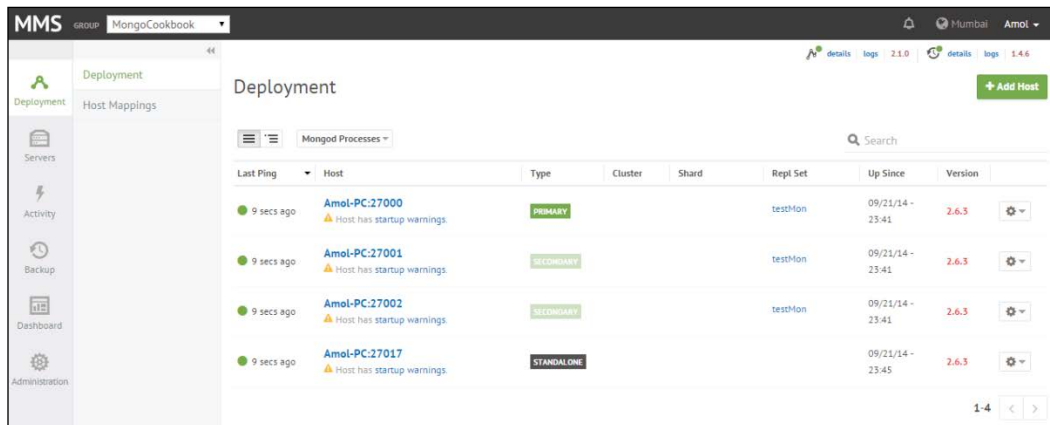 MMS GROUP MongoCookbook Mumbai Amol
details logs 2.1.0 details logs 1.4.6
Deployment
Servers
Activity
Backup
Dashboard
Administration
Deployment
Host Mappings
Deployment
+ Add Host
Mongod Processes
Search
Last Ping Host Type Cluster Shard Repl Set Up Since Version
9 secs ago Amol-PC:27000 PRIMARY testMon 09/21/14 - 2.6.3
Host has startup warnings. 23:41
9 secs ago Amol-PC:27001 SECONDARY testMon 09/21/14 - 2.6.3
Host has startup warnings. 23:41
9 secs ago Amol-PC:27002 SECONDARY testMon 09/21/14 - 2.6.3
Host has startup warnings. 23:41
9 secs ago Amol-PC:27017 STANDALONE 09/21/14 - 2.6.3
Host has startup warnings. 23:45
1-4